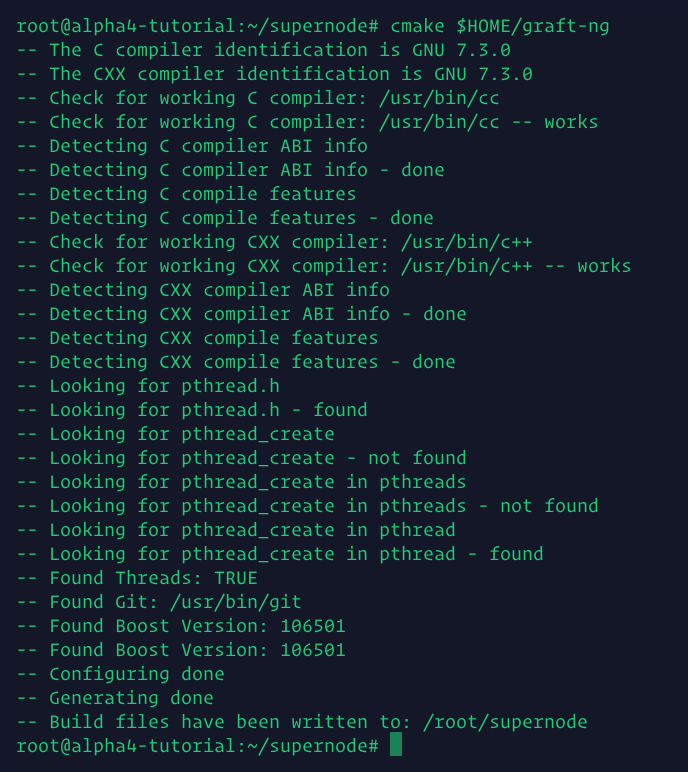 root@alpha4-tutorial:~/supernode# cmake $HOME/graft-ng
-- The C compiler identification is GNU 7.3.0
-- The CXX compiler identification is GNU 7.3.0
-- Check for working C compiler: /usr/bin/cc
-- Check for working C compiler: /usr/bin/cc -- works
-- Detecting C compiler ABI info
-- Detecting C compiler ABI info - done
-- Detecting C compile features
-- Detecting C compile features - done
-- Check for working CXX compiler: /usr/bin/c++
-- Check for working CXX compiler: /usr/bin/c++ -- works
-- Detecting CXX compiler ABI info
-- Detecting CXX compiler ABI info - done
-- Detecting CXX compile features
-- Detecting CXX compile features - done
-- Looking for pthread.h
-- Looking for pthread.h - found
-- Looking for pthread_create
-- Looking for pthread_create - not found
-- Looking for pthread_create in pthreads
-- Looking for pthread_create in pthreads - not found
-- Looking for pthread_create in pthread
-- Looking for pthread_create in pthread - found
-- Found Threads: TRUE
-- Found Git: /usr/bin/git
-- Found Boost Version: 106501
-- Found Boost Version: 106501
-- Configuring done
-- Generating done
-- Build files have been written to: /root/supernode
root@alpha4-tutorial:~/supernode#